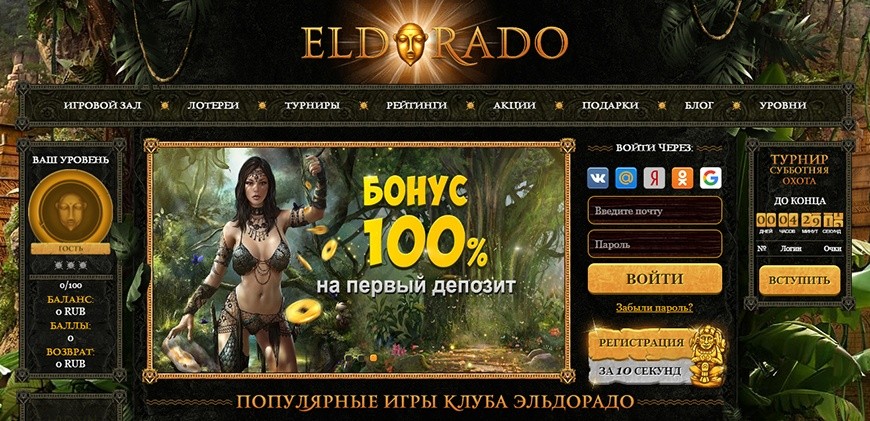 ELDORADO
ИГРОВОЙ ЗАЛ ЛОТЕРЕИ ТУРНИРЫ РЕЙТИНГИ АКЦИИ ПОДАРКИ БЛОГ УРОВНИ
ВАШ УРОВЕНЬ
ГОСТЬ
0/100
БАЛАНС:
0 RUB
БАЛЛЫ:
0
ВОЗВРАТ:
0 RUB
БОНУС
100%
на первый депозит
ВОЙТИ ЧЕРЕЗ:
Я G
Введите почту
Пароль
ВОЙТИ
Забыли пароль?
РЕГИСТРАЦИЯ
ЗА 10 СЕКУНД
ТУРНИР
СУББОТНЯЯ
ОХОТА
ДО КОНЦА
00 04 29
ДНЕЙ ЧАСОВ МИНУТ СЕКУНД
№ Логин Очки
ВСТУПИТЬ
ПОПУЛЯРНЫЕ ИГРЫ КЛУБА ЭЛЬДОРАДО